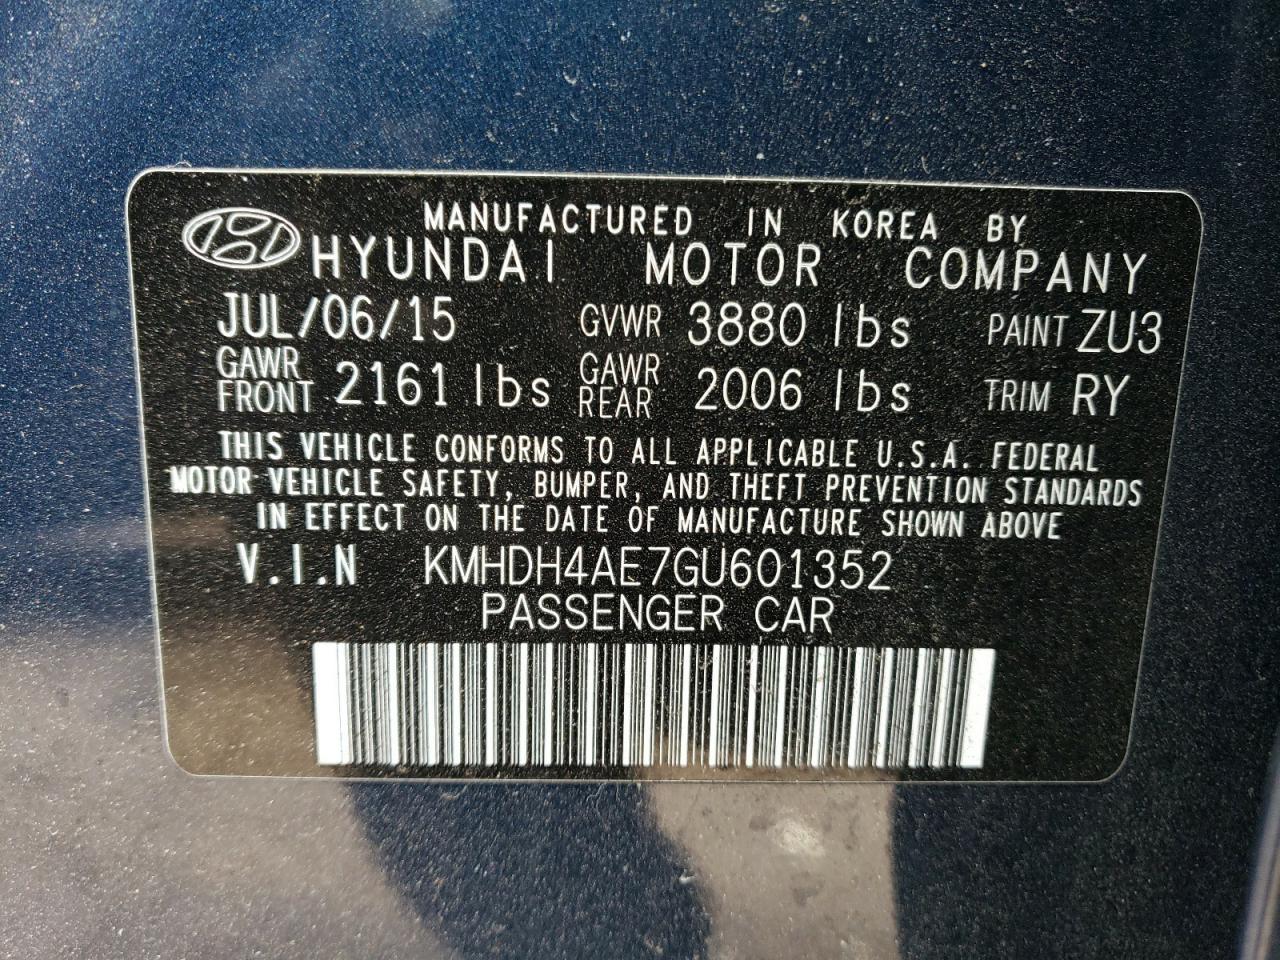 MANUFACTURED IN KOREA BY
HYUNDAI MOTOR COMPANY
JUL/06/15 GVWR 3880 lbs PAINT ZU3
GAWR FRONT 2161 lbs GAWR REAR 2006 lbs TRIM RY
THIS VEHICLE CONFORMS TO ALL APPLICABLE U.S.A. FEDERAL
MOTOR VEHICLE SAFETY, BUMPER, AND THEFT PREVENTION STANDARDS
IN EFFECT ON THE DATE OF MANUFACTURE SHOWN ABOVE
V.I.N KMHDH4AE7GU601352
PASSENGER CAR